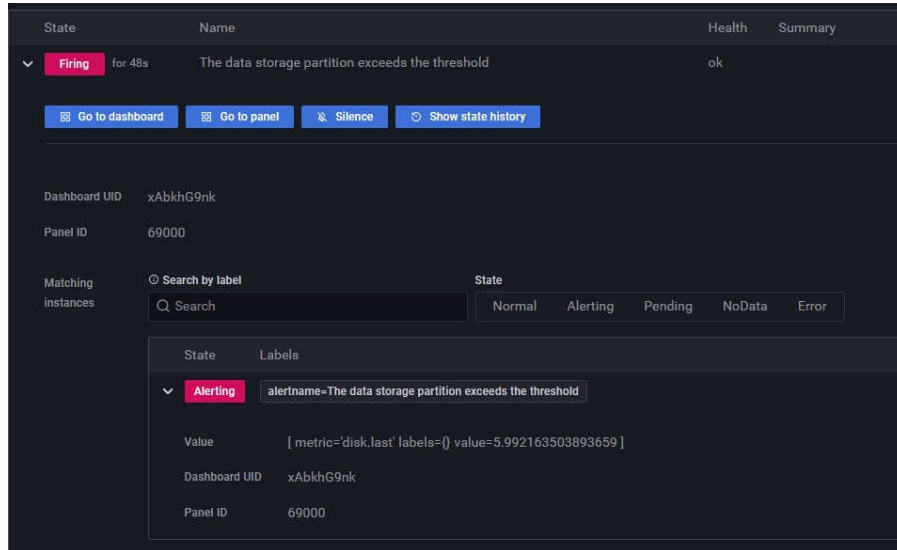 State Name Health Summary
Firing for 48s The data storage partition exceeds the threshold ok
Go to dashboard Go to panel Silence Show state history
Dashboard UID xAbkhG9nk
Panel ID 69000
Matching instances
Search by label State
Search Normal Alerting Pending NoData Error
State Labels
Alerting alertname=The data storage partition exceeds the threshold
Value [ metric='disk.last' labels={} value=5.992163503893659 ]
Dashboard UID xAbkhG9nk
Panel ID 69000